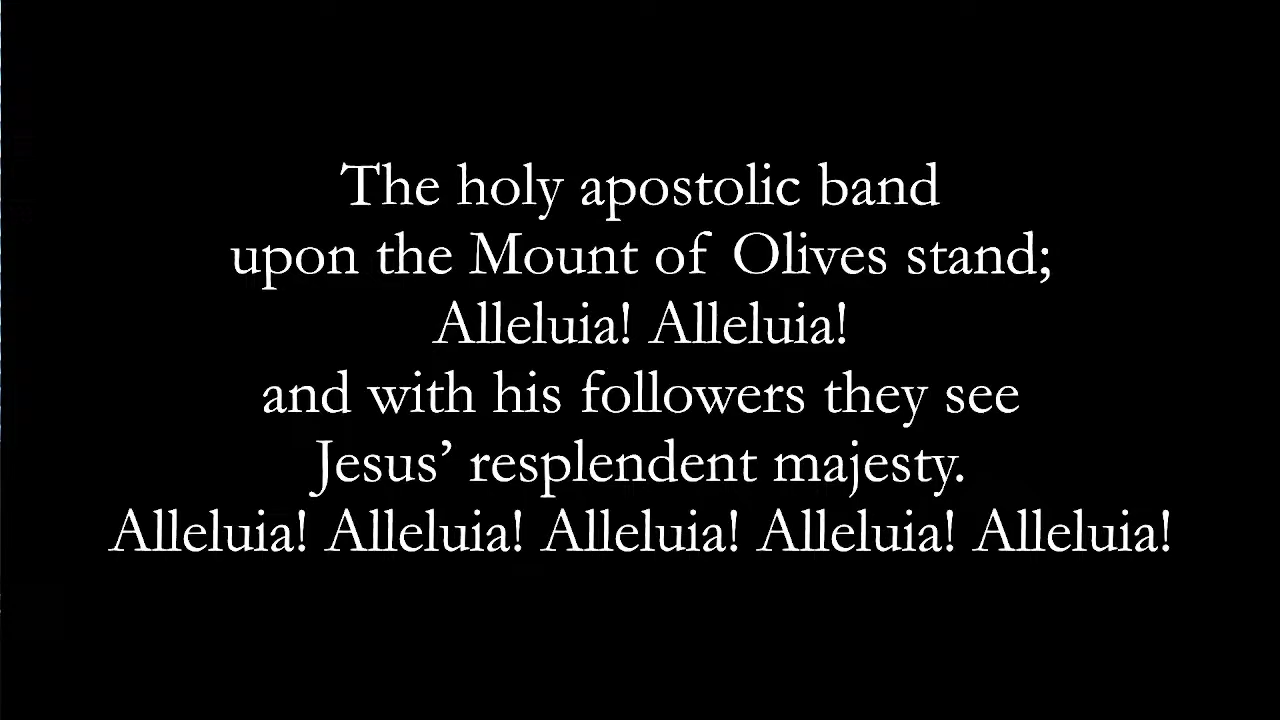 The holy apostolic band
upon the Mount of Olives stand;
Alleluia! Alleluia!
and with his followers they see
Jesus’ resplendent majesty.
Alleluia! Alleluia! Alleluia! Alleluia! Alleluia!